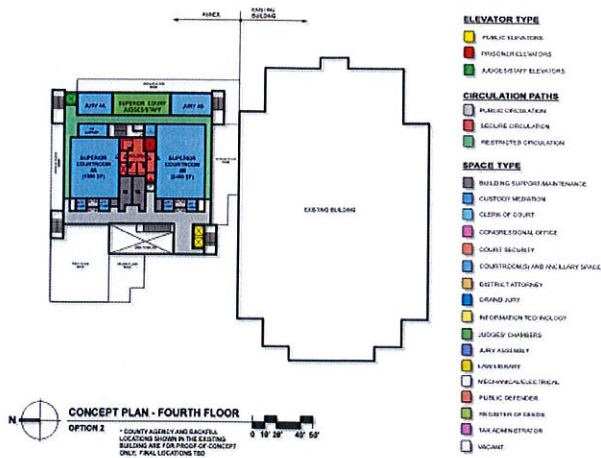 ANNEX
EXISTING
BUILDING
JURY 4A
SUPERIOR COURT
JUDGES/STAFF
JURY 4B
SUPERIOR
COURTROOM
4A
SUPERIOR
COURTROOM
4B
EXISTING BUILDING
N
CONCEPT PLAN - FOURTH FLOOR
OPTION 2
* COUNTY AGENCY AND BACKFILL
LOCATIONS SHOWN IN THE EXISTING
BUILDING ARE FOR PROOF-OF-CONCEPT
ONLY; FINAL LOCATIONS TBD
0 10' 20' 40' 50'
ELEVATOR TYPE
PUBLIC ELEVATORS
PRISONER ELEVATORS
JUDGES/STAFF ELEVATORS
CIRCULATION PATHS
PUBLIC CIRCULATION
SECURE CIRCULATION
RESTRICTED CIRCULATION
SPACE TYPE
BUILDING SUPPORT/MAINTENANCE
CUSTODY MEDIATION
CLERK OF COURT
CONGRESSIONAL OFFICE
COURT SECURITY
COURTROOM(S) AND ANCILLARY SPACE
DISTRICT ATTORNEY
GRAND JURY
INFORMATION TECHNOLOGY
JUDGES' CHAMBERS
JURY ASSEMBLY
LAW LIBRARY
MECHANICAL/ELECTRICAL
PUBLIC DEFENDER
REGISTER OF DEEDS
TAX ADMINISTRATOR
VACANT